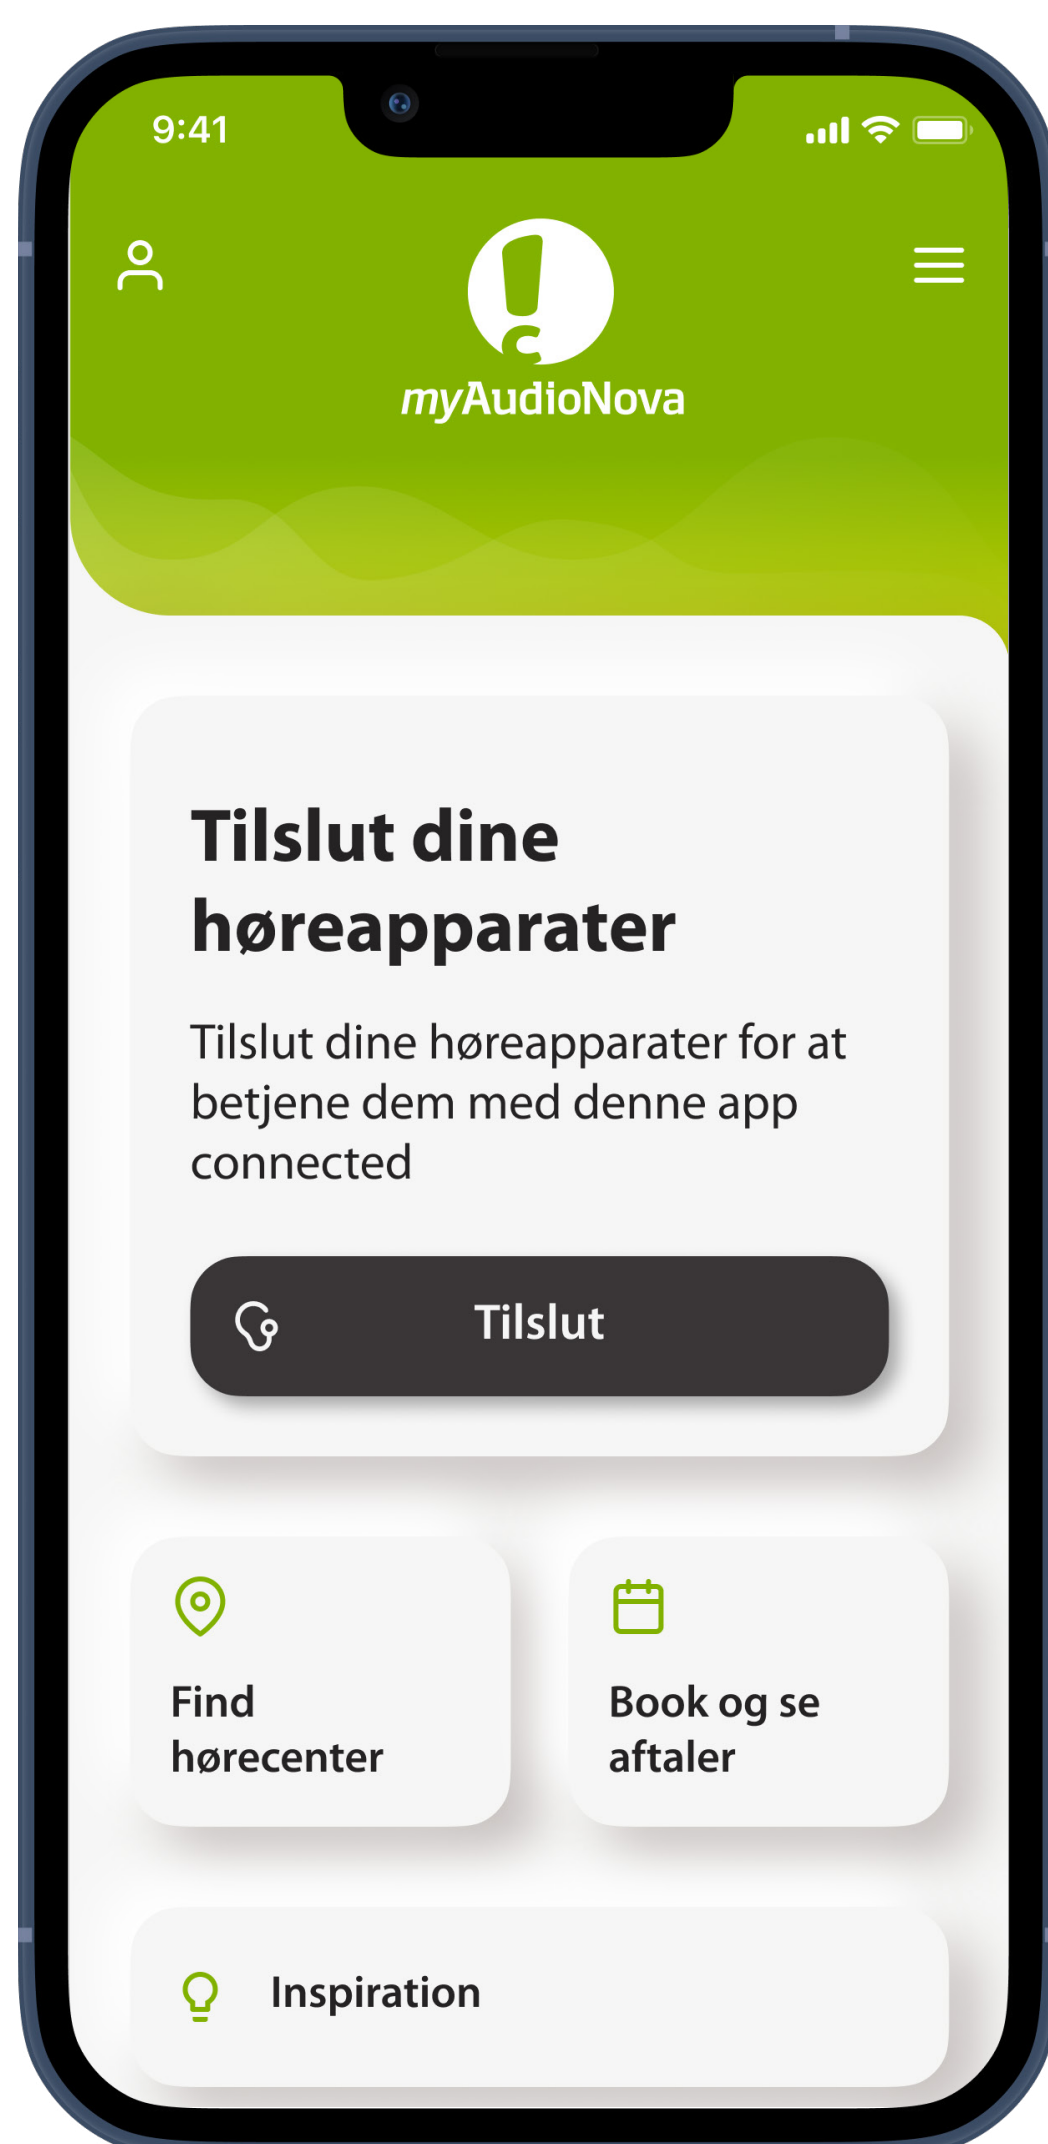 9:41
myAudioNova
Tilslut dine
høreapparater
Tilslut dine høreapparater for at
betjene dem med denne app
connected
Tilslut
Find
hørecenter
Book og se
aftaler
Inspiration